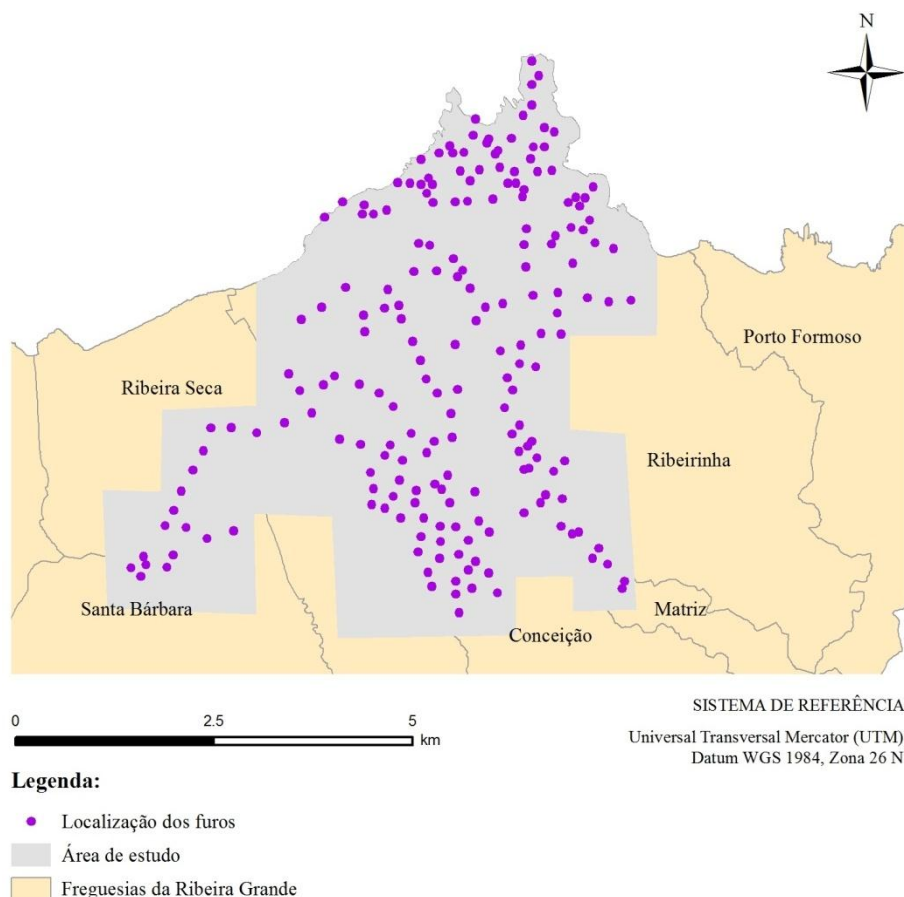 N
Porto Formoso
Ribeira Seca
Ribeirinha
Santa Bárbara
Matriz
Conceição
SISTEMA DE REFERÊNCIA
0 2.5 5
km
Universal Transversal Mercator (UTM)
Datum WGS 1984, Zona 26 N
Legenda:
Localização dos furos
Área de estudo
Freguesias da Ribeira Grande